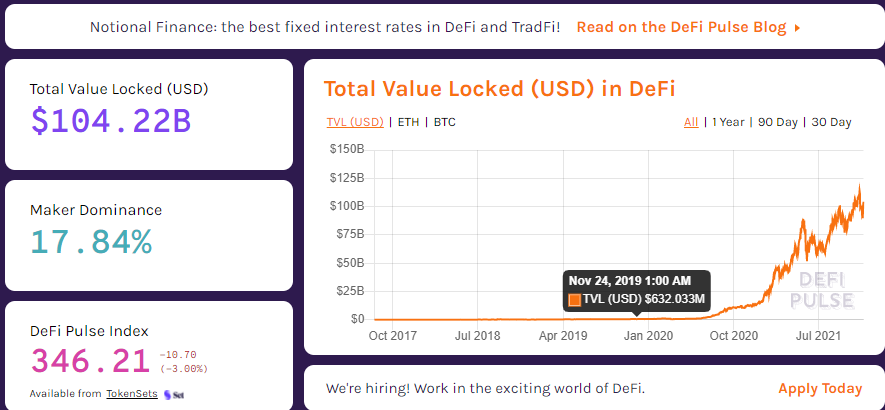 Notional Finance: the best fixed interest rates in DeFi and TradFi! Read on the DeFi Pulse Blog
Total Value Locked (USD)
$104.22B
Maker Dominance
17.84%
DeFi Pulse Index
346.21
-10.70
(-3.00%)
Available from TokenSets Set
Total Value Locked (USD) in DeFi
TVL (USD) | ETH | BTC
All | 1 Year | 90 Day | 30 Day
$150B
$125B
$100B
$75B
$50B
$25B
$0
Nov 24, 2019 1:00 AM
TVL (USD) $632.033M
DEFI
PULSE
Oct 2017 Jul 2018 Apr 2019 Jan 2020 Oct 2020 Jul 2021
We're hiring! Work in the exciting world of DeFi. Apply Today